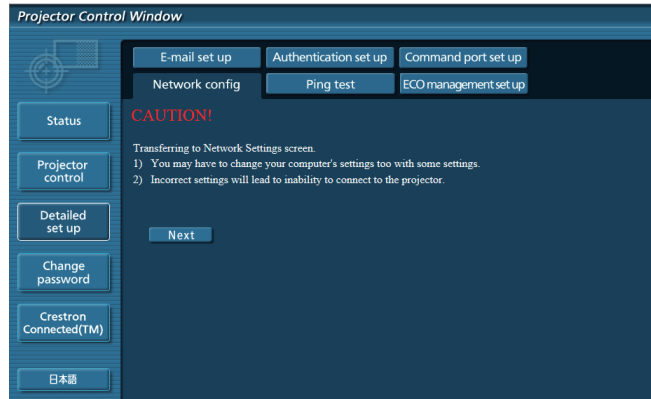 Projector Control Window
E-mail set up
Authentication set up
Command port set up
Network config
Ping test
ECO management set up
Status
Projector
control
Detailed
set up
Change
password
Crestron
Connected(TM)
日本語
CAUTION!
Transferring to Network Settings screen.
1) You may have to change your computer's settings too with some settings.
2) Incorrect settings will lead to inability to connect to the projector.
Next